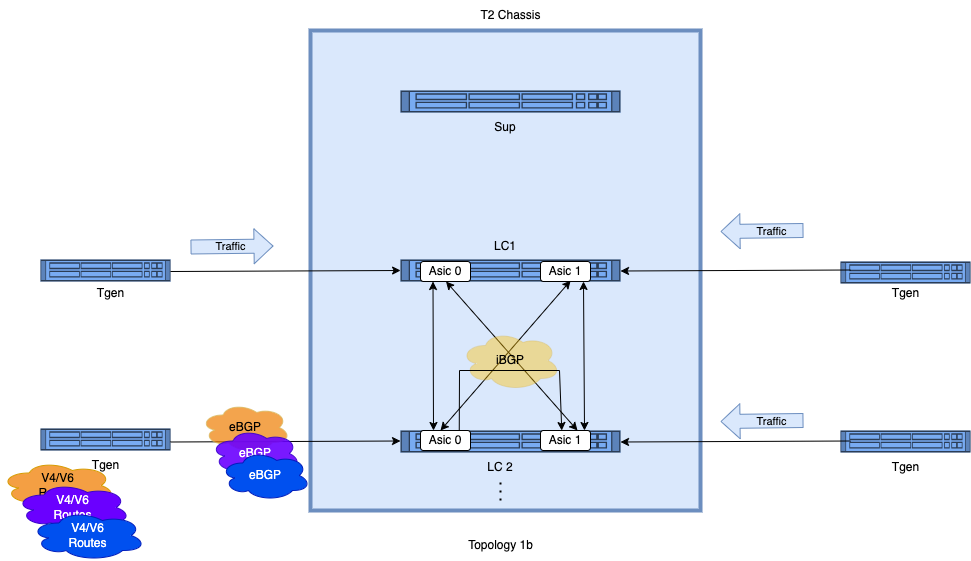 T2 Chassis
Sup
Traffic
Traffic
LC1
Asic 0
Asic 1
Tgen
Tgen
iBGP
eBGP
eBGP
eBGP
Traffic
Asic 0
Asic 1
Tgen
LC 2
Tgen
V4/V6
V4/V6
Routes
V4/V6
Routes
Topology 1b